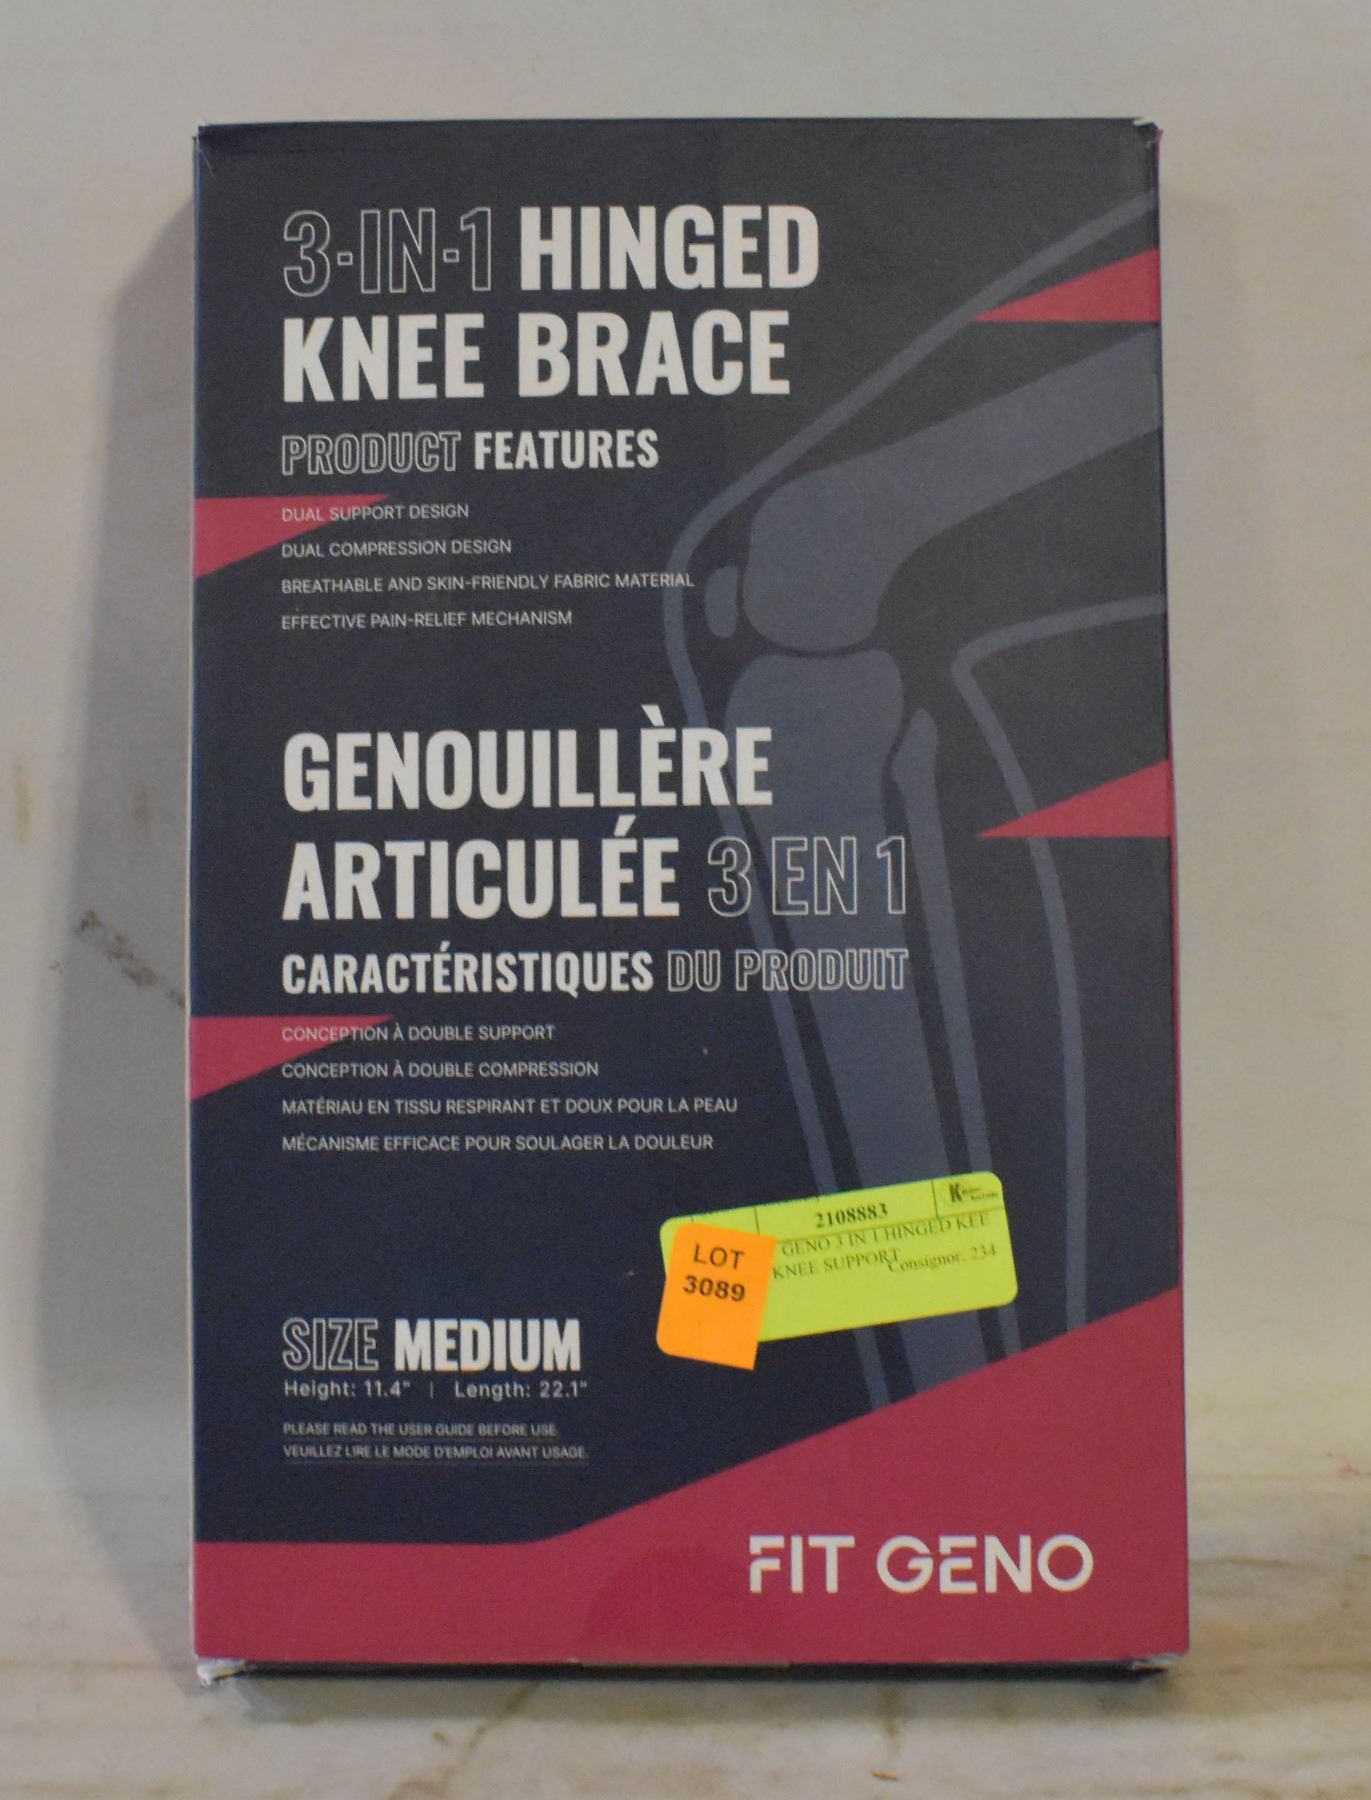 3-IN-1 HINGED
KNEE BRACE
PRODUCT FEATURES
DUAL SUPPORT DESIGN
DUAL COMPRESSION DESIGN
BREATHABLE AND SKIN-FRIENDLY FABRIC MATERIAL
EFFECTIVE PAIN-RELIEF MECHANISM
GENOUILLÈRE
ARTICULÉE 3 EN 1
CARACTÉRISTIQUES DU PRODUIT
CONCEPTION À DOUBLE SUPPORT
CONCEPTION À DOUBLE COMPRESSION
MATÉRIAU EN TISSU RESPIRANT ET DOUX POUR LA PEAU
MÉCANISME EFFICACE POUR SOULAGER LA DOULEUR
2108883
GENO 3 IN 1 HINGED KEE
KNEE SUPPORT
Consignor: 234
LOT
3089
SIZE MEDIUM
Height: 11.4" | Length: 22.1"
PLEASE READ THE USER GUIDE BEFORE USE.
VEUILLEZ LIRE LE MODE D'EMPLOI AVANT USAGE.
FIT GENO